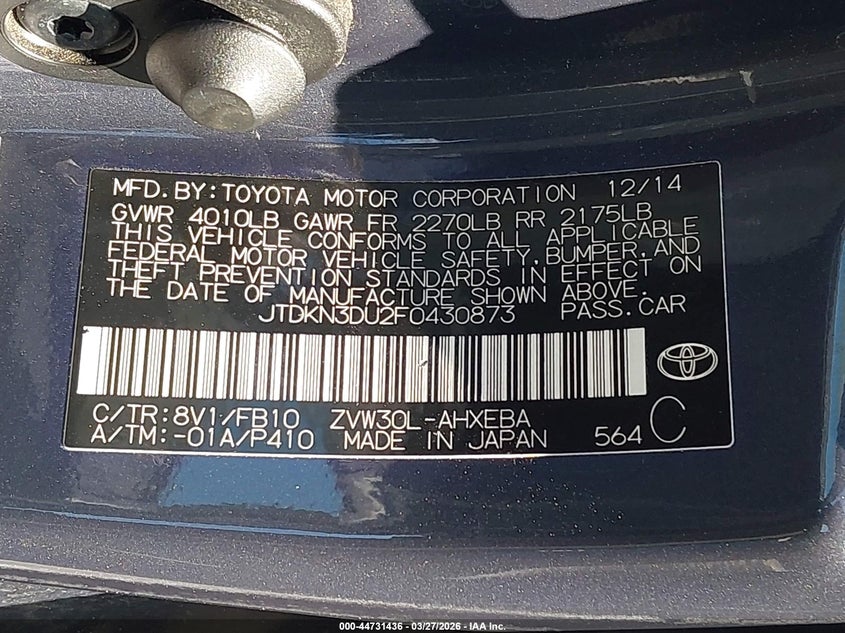 MFD. BY: TOYOTA MOTOR CORPORATION 12/14
GVWR 4010LB GAWR FR 2270LB RR 2175LB
THIS VEHICLE CONFORMS TO ALL APPLICABLE
FEDERAL MOTOR VEHICLE SAFETY, BUMPER, AND
THEFT PREVENTION STANDARDS IN EFFECT ON
THE DATE OF MANUFACTURE SHOWN ABOVE.
JTDKN3DU2F0430873 PASS. CAR
C/TR: 8V1/FB10 ZVW30L-AHXEBA
A/TM: -01A/P410 MADE IN JAPAN 564 C
000-44731436 - 03/27/2026 - IAA Inc.